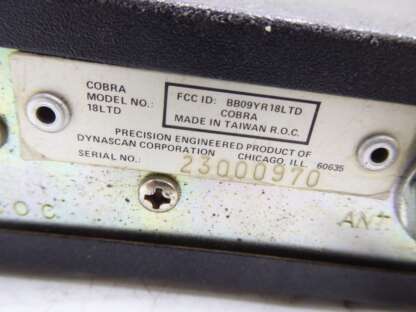 COBRA
MODEL NO.:
18LTD
FCC ID: BB09YR18LTD
COBRA
MADE IN TAIWAN R.O.C.
PRECISION ENGINEERED PRODUCT OF
DYNASCAN CORPORATION CHICAGO, ILL. 60635
SERIAL NO.: 23000970
O. C.
ANT.